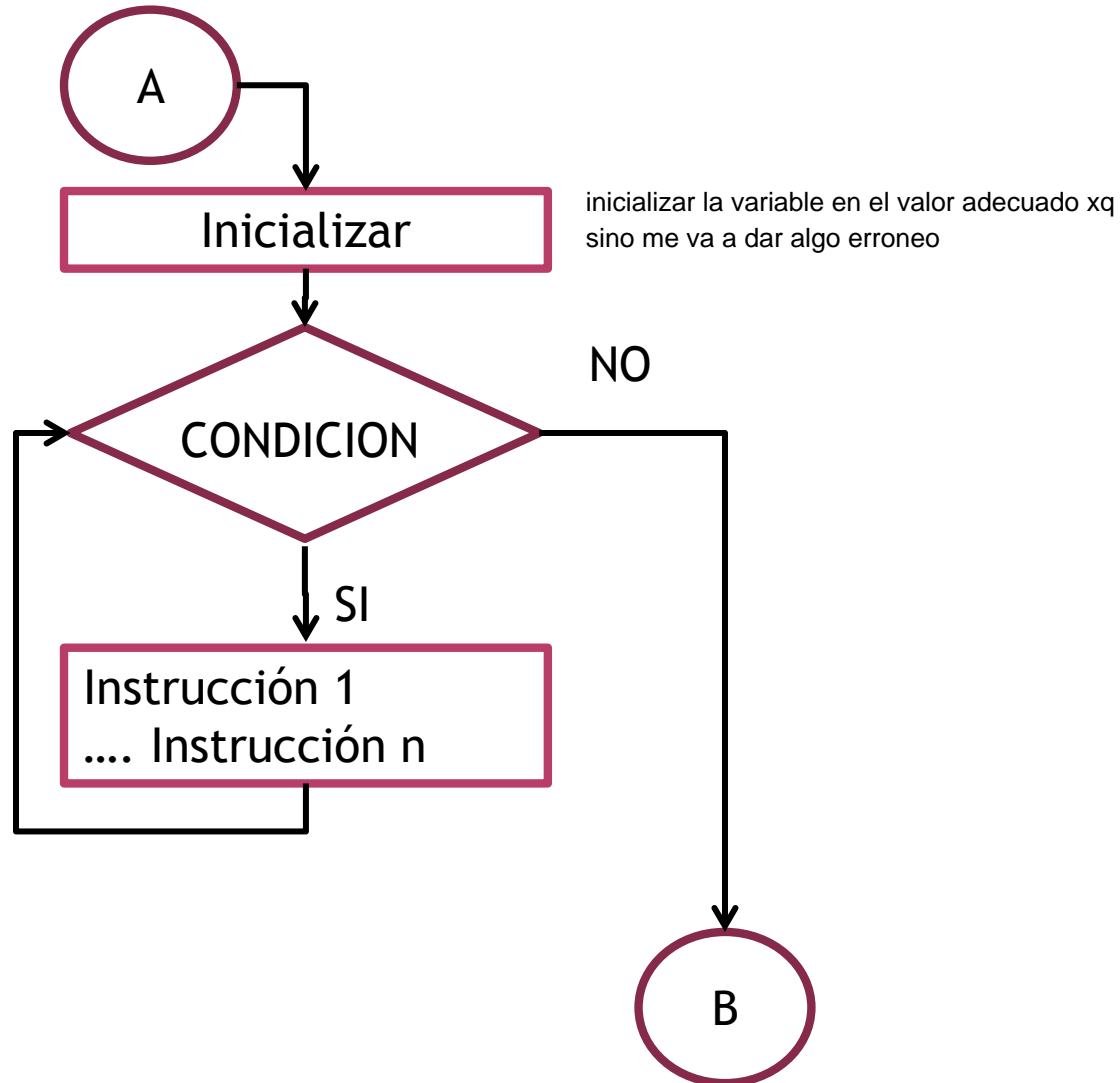 A
Inicializar
inicializar la variable en el valor adecuado xq
sino me va a dar algo erroneo
NO
CONDICION
SI
Instrucción 1
.... Instrucción n
B